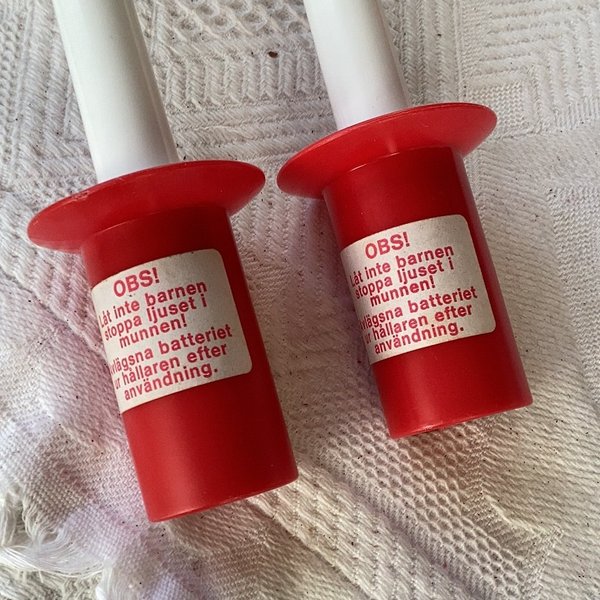 OBS!
Låt inte barnen
stoppa ljuset i
munnen!
Avlägsna batteriet
ur hållaren efter
användning.
OBS!
Låt inte barnen
stoppa ljuset i
munnen!
Avlägsna batteriet
ur hållaren efter
användning.